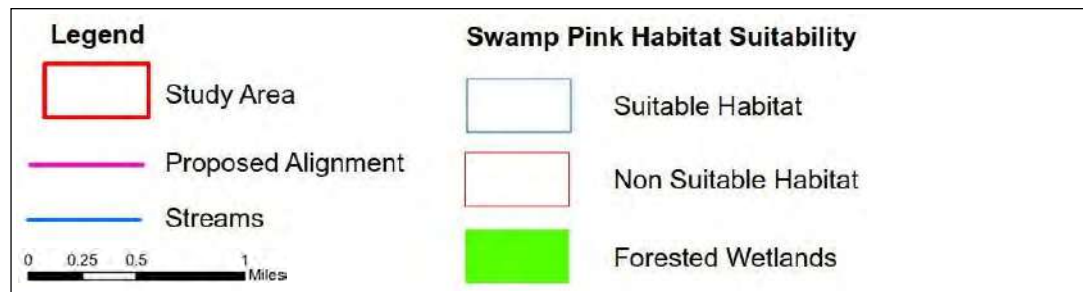 Legend
Study Area
Proposed Alignment
Streams
0 0.25 0.5 1
Miles
Swamp Pink Habitat Suitability
Suitable Habitat
Non Suitable Habitat
Forested Wetlands